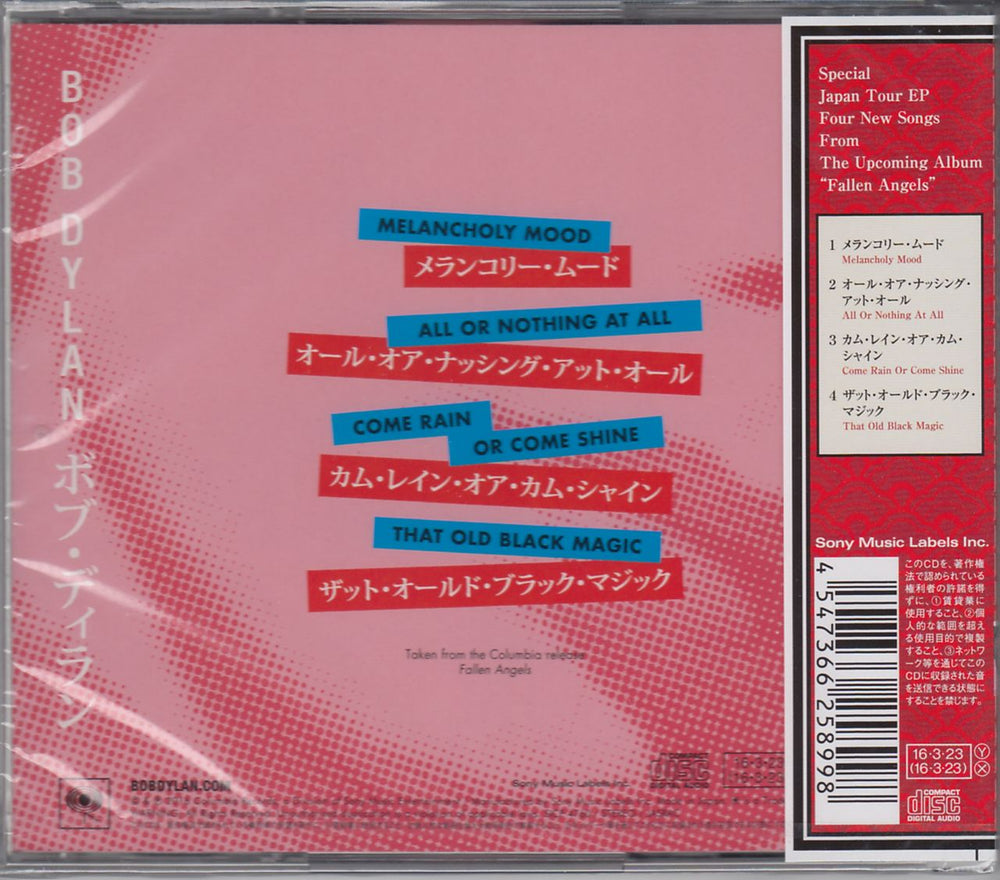 BOB DYLAN ボブ・ディラン
MELANCHOLY MOOD
メランコリー・ムード
ALL OR NOTHING AT ALL
オール・オア・ナッシング・アット・オール
COME RAIN
OR COME SHINE
カム・レイン・オア・カム・シャイン
THAT OLD BLACK MAGIC
ザット・オールド・ブラック・マジック
Taken from the Columbia release
Fallen Angels
BOBDYLAN.COM
Sony Music Labels Inc.
COMPACT
disc
DIGITAL AUDIO
16·3·23
Special
Japan Tour EP
Four New Songs
From
The Upcoming Album
“Fallen Angels”
1 メランコリー・ムード
Melancholy Mood
2 オール・オア・ナッシング・
アット・オール
All Or Nothing At All
3 カム・レイン・オア・カム・
シャイン
Come Rain Or Come Shine
4 ザット・オールド・ブラック・
マジック
That Old Black Magic
Sony Music Labels Inc.
4 547366 258998
このCDを、著作権
法で認められている
権利者の許諾を得
ずに、①賃貸業に
使用すること、②個
人的な範囲を超え
る使用目的で複製
すること、③ネットワ
ーク等を通じてこの
CDに収録された音
を送信できる状態に
することを禁じます。
16·3·23 Ⓨ
(16·3·23) Ⓧ
COMPACT
disc
DIGITAL AUDIO